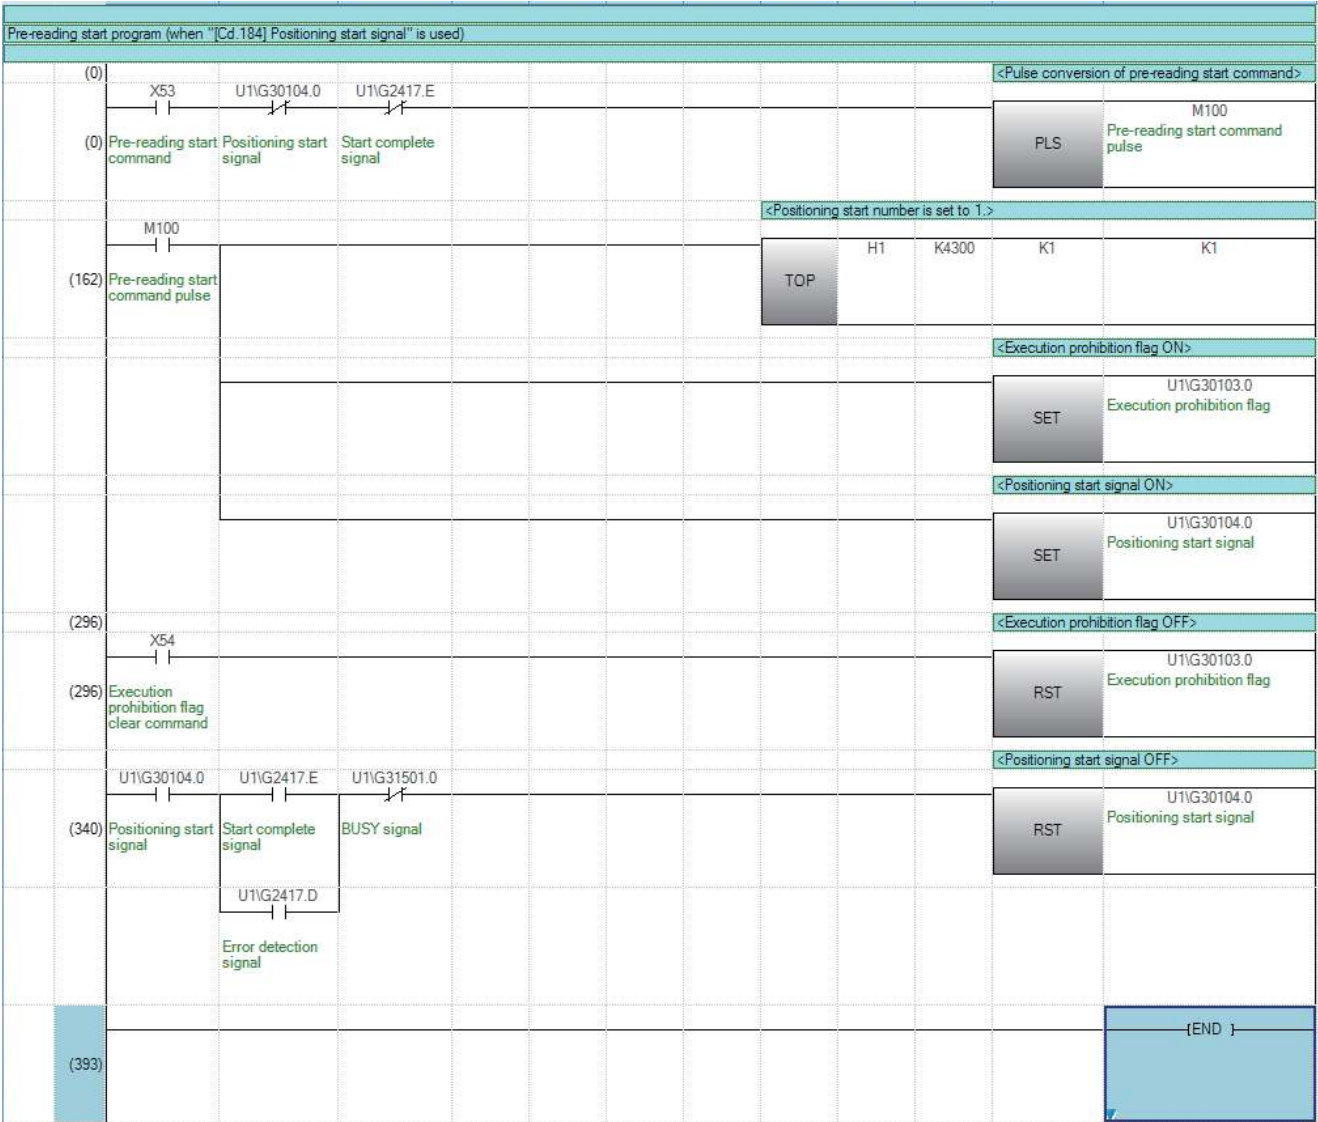 Pre-reading start program (when "[Cd.184] Positioning start signal" is used)
(0)
<Pulse conversion of pre-reading start command>
X53 U1\G30104.0 U1\G2417.E
M100
(0) Pre-reading start Positioning start Start complete
command signal signal
PLS
Pre-reading start command
pulse
<Positioning start number is set to 1.>
M100
H1 K4300 K1 K1
(162) Pre-reading start
command pulse
TOP
<Execution prohibition flag ON>
U1\G30103.0
Execution prohibition flag
SET
<Positioning start signal ON>
U1\G30104.0
Positioning start signal
SET
(296)
<Execution prohibition flag OFF>
X54
U1\G30103.0
Execution prohibition flag
(296) Execution
prohibition flag
clear command
RST
<Positioning start signal OFF>
U1\G30104.0 U1\G2417.E U1\G31501.0
U1\G30104.0
Positioning start signal
(340) Positioning start Start complete BUSY signal
signal signal
RST
U1\G2417.D
Error detection
signal
[END ]
(393)